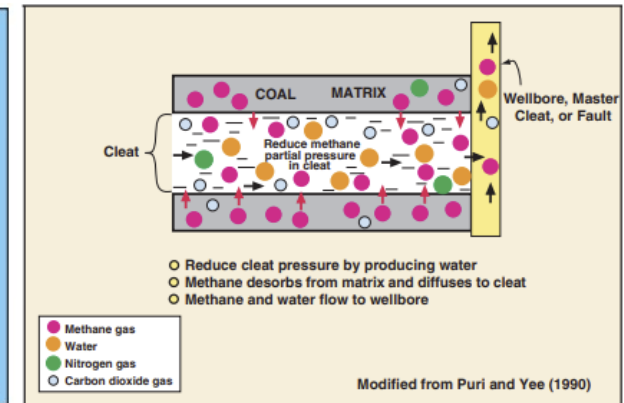 COAL MATRIX
Wellbore, Master
Cleat, or Fault
Cleat
Reduce methane
partial pressure
in cleat
Reduce cleat pressure by producing water
Methane desorbs from matrix and diffuses to cleat
Methane and water flow to wellbore
Methane gas
Water
Nitrogen gas
Carbon dioxide gas
Modified from Puri and Yee (1990)